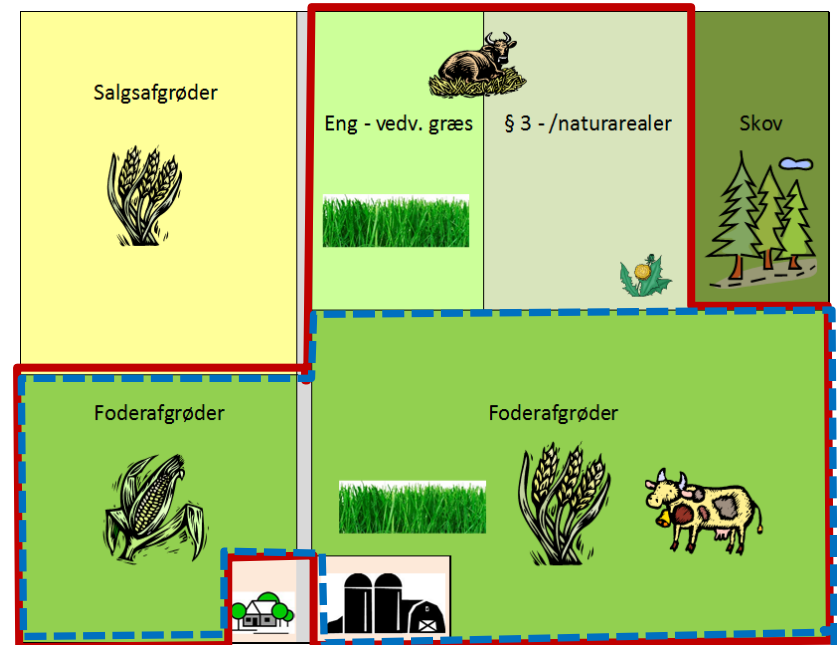 Salgsafgrøder
Eng - vedv. græs
§ 3 - /naturarealer
Skov
Foderafgrøder
Foderafgrøder